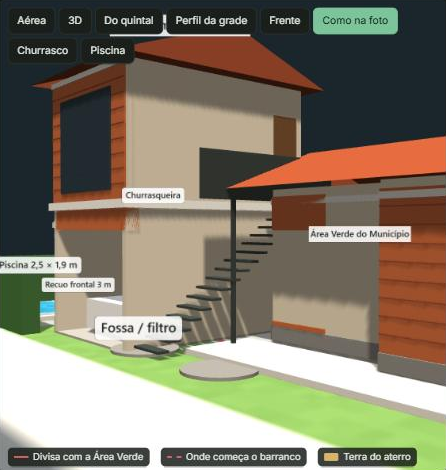 Aérea 3D Do quintal Perfil da grade Frente Como na foto
Churrasco Piscina
Churrasqueira
Área Verde do Município
Piscina 2,5 × 1,9 m
Recuo frontal 3 m
Fossa / filtro
Divisa com a Área Verde Onde começa o barranco Terra do aterro